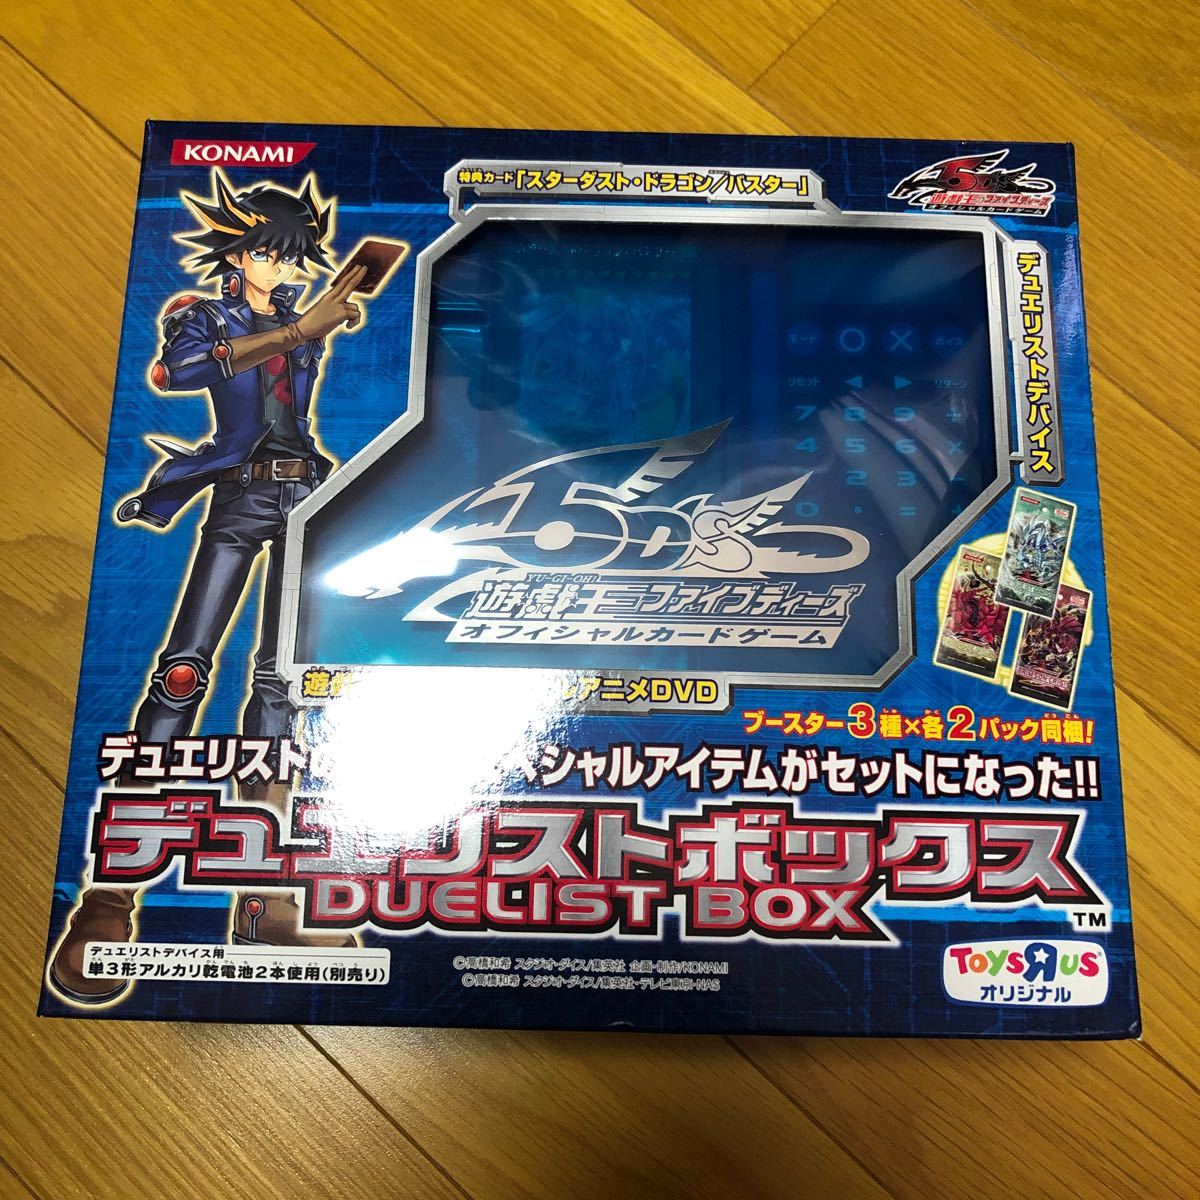 KONAMI
特典カード「スターダスト・ドラゴン/バスター」
5D's
遊戯王ファイブディーズ
オフィシャルカードゲーム
デュエリストデバイス
モード ○ × ボイス
リセット ◀ ▶ リターン
7 8 9 ÷
4 5 6 ×
2 3 -
0 . = +
5D's
YU-GI-OH!
遊戯王ファイブディーズ
オフィシャルカードゲーム
遊 アニメDVD
ブースター3種×各2パック同梱!
デュエリスト シャルアイテムがセットになった!!
デュエリストボックス
DUELIST BOX
TM
デュエリストデバイス用
単3形アルカリ乾電池2本使用(別売り)
©高橋和希 スタジオ・ダイス/集英社 企画・制作/KONAMI
©高橋和希 スタジオ・ダイス/集英社・テレビ東京・NAS
TOYS R US
オリジナル